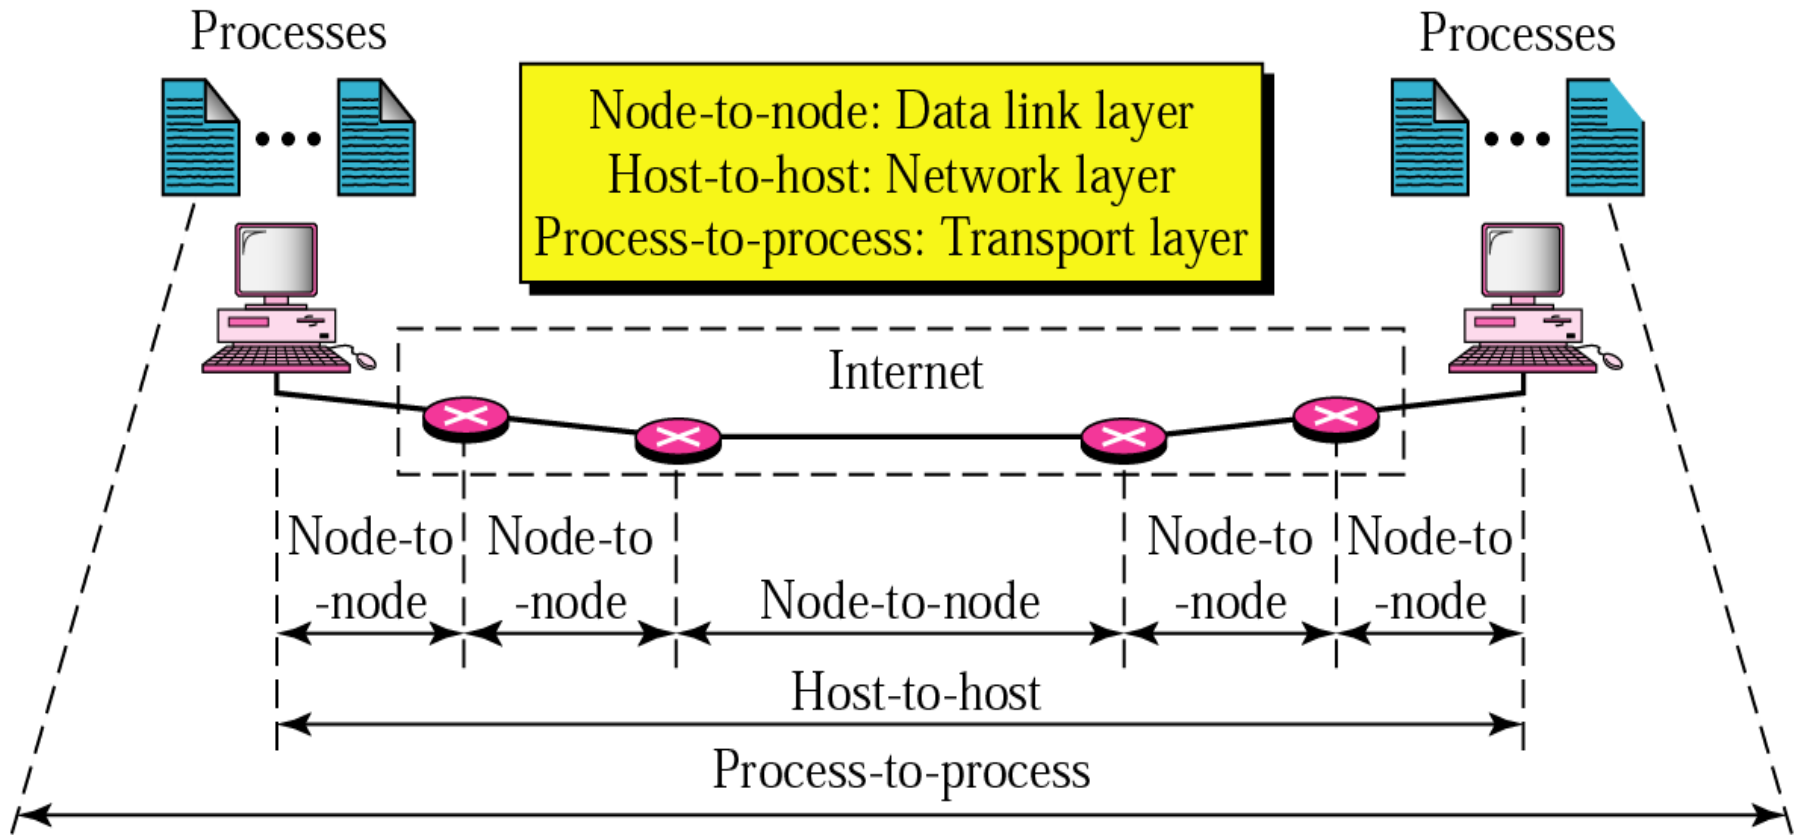 Processes
Processes
Node-to-node: Data link layer
Host-to-host: Network layer
Process-to-process: Transport layer
Internet
Node-to
-node
Node-to
-node
Node-to-node
Node-to
-node
Node-to
-node
Host-to-host
Process-to-process